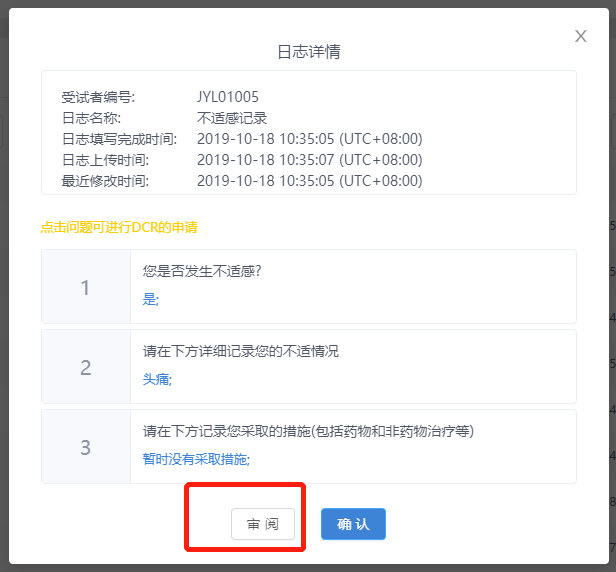 日志详情
受试者编号: JYL01005
日志名称: 不适感记录
日志填写完成时间: 2019-10-18 10:35:05 (UTC+08:00)
日志上传时间: 2019-10-18 10:35:07 (UTC+08:00)
最近修改时间: 2019-10-18 10:35:05 (UTC+08:00)
点击问题可进行DCR的申请
1
您是否发生不适感?
是;
2
请在下方详细记录您的不适情况
头痛;
3
请在下方记录您采取的措施(包括药物和非药物治疗等)
暂时没有采取措施;
审 阅 确 认